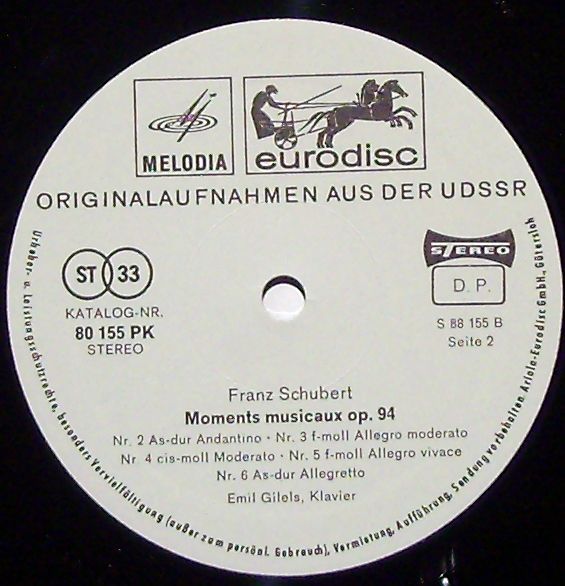 MELODIA
eurodisc
ORIGINALAUFNAHMEN AUS DER UDSSR
ST 33
KATALOG-NR.
80 155 PK
STEREO
STEREO
D. P.
S 88 155 B
Seite 2
Franz Schubert
Moments musicaux op. 94
Nr. 2 As-dur Andantino · Nr. 3 f-moll Allegro moderato
Nr. 4 cis-moll Moderato · Nr. 5 f-moll Allegro vivace
Nr. 6 As-dur Allegretto
Emil Gilels, Klavier
Urheber- u. Leistungsschutzrechte, besonders Vervielfältigung (außer zum persönl. Gebrauch), Vermietung, Aufführung, Sendung vorbehalten. Ariola-Eurodisc GmbH., Gütersloh